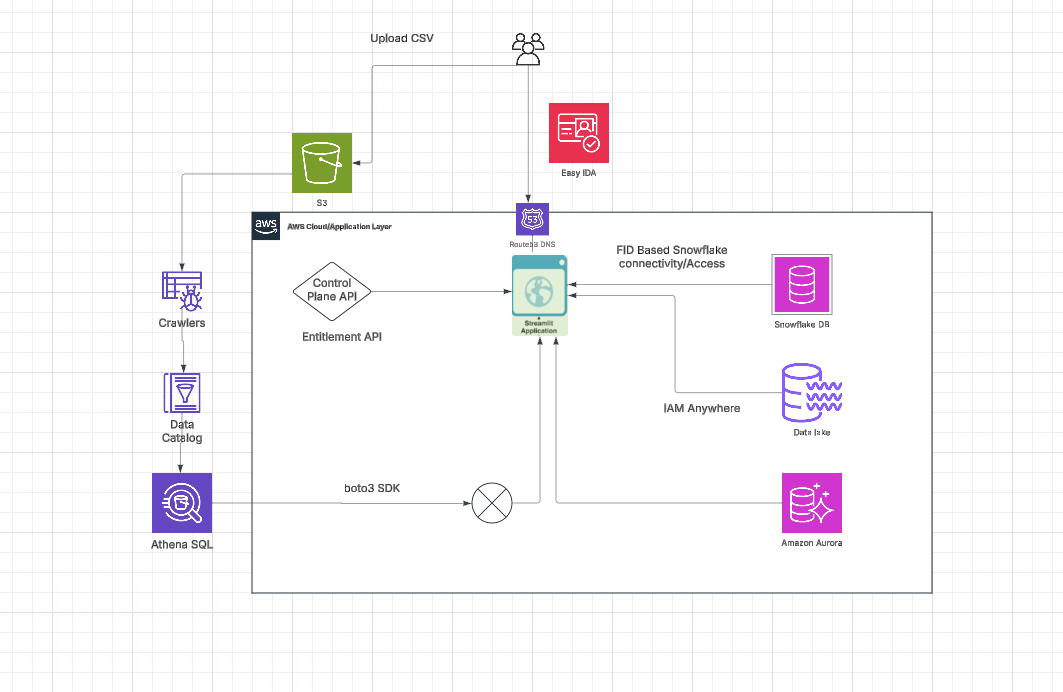 Upload CSV
Easy IDA
S3
aws
AWS Cloud/Application Layer
53
DNS
FID Based Snowflake
connectivity/Access
Control
Plane API
Entitlement API
Streamlit
Application
Snowflake DB
Crawlers
IAM Anywhere
Data lake
Data
Catalog
boto3 SDK
Athena SQL
Amazon Aurora